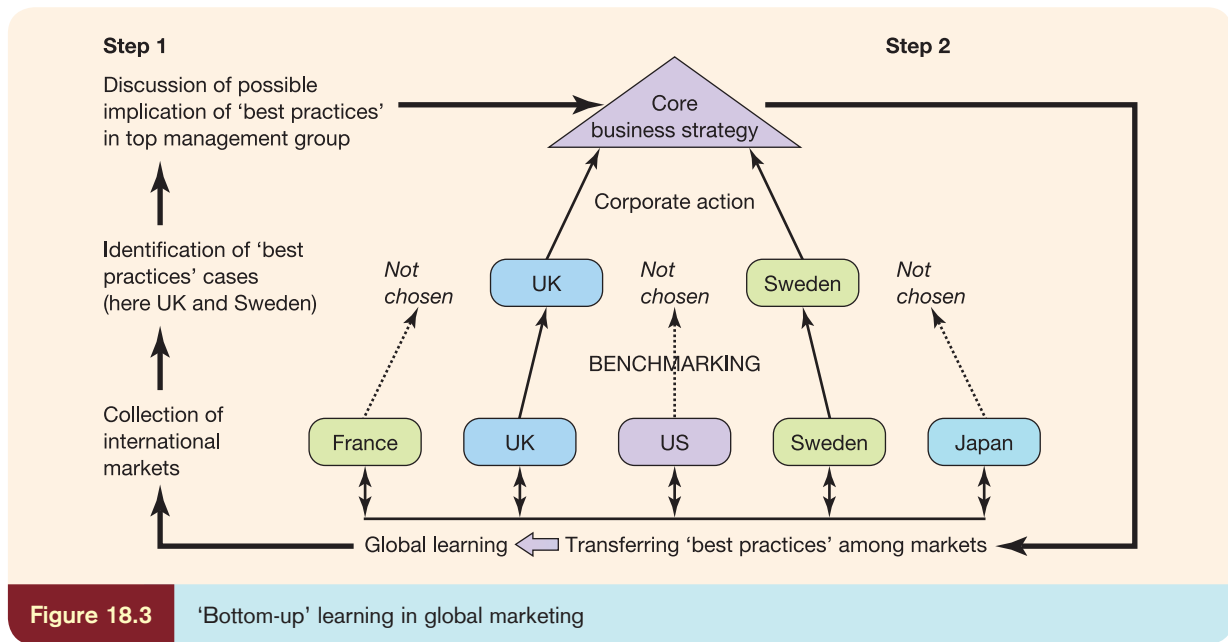 Step 1
Step 2
Discussion of possible
implication of ‘best practices’
in top management group
Core
business strategy
Corporate action
Identification of ‘best
practices’ cases
(here UK and Sweden)
Not
chosen
UK
Not
chosen
Sweden
Not
chosen
BENCHMARKING
Collection of
international
markets
France
UK
US
Sweden
Japan
Global learning
Transferring ‘best practices’ among markets
Figure 18.3
‘Bottom-up’ learning in global marketing